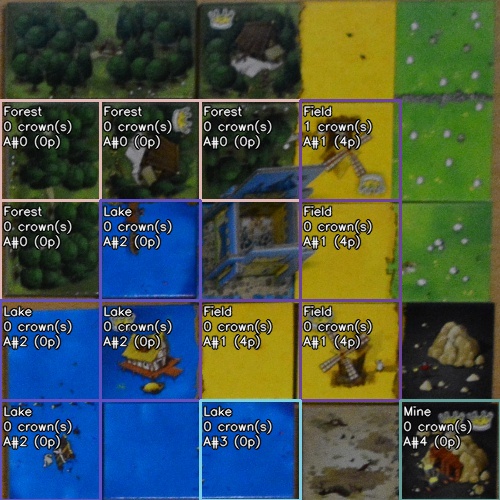 Forest
0 crown(s)
A#0 (0p)
Forest
0 crown(s)
A#0 (0p)
Forest
0 crown(s)
A#0 (0p)
Field
1 crown(s)
A#1 (4p)
Forest
0 crown(s)
A#0 (0p)
Lake
0 crown(s)
A#2 (0p)
Field
0 crown(s)
A#1 (4p)
Lake
0 crown(s)
A#2 (0p)
Lake
0 crown(s)
A#2 (0p)
Field
0 crown(s)
A#1 (4p)
Field
0 crown(s)
A#1 (4p)
Lake
0 crown(s)
A#2 (0p)
Lake
0 crown(s)
A#3 (0p)
Mine
0 crown(s)
A#4 (0p)